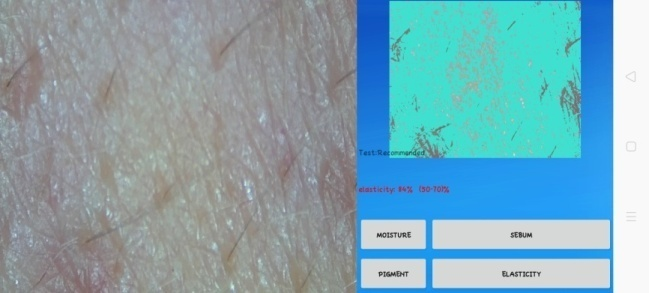 Test/Recommended
elasticity: 84% (30-70)%
MOISTURE
SEBUM
PIGMENT
ELASTICITY